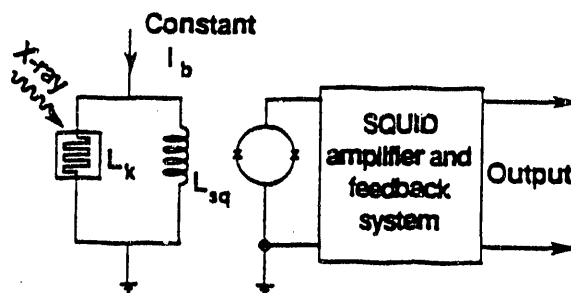 Constant
I_b
X-ray
L_k
L_sq
SQUID
amplifier and
feedback
system
Output